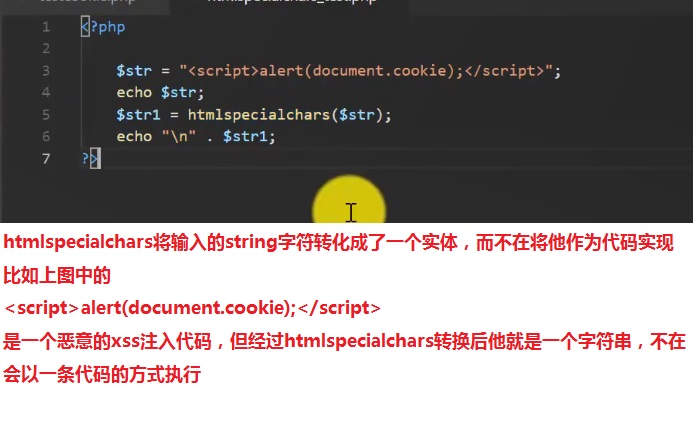 htmlspecialchars_test.php
1 <?php
2
3 $str = "<script>alert(document.cookie);</script>";
4 echo $str;
5 $str1 = htmlspecialchars($str);
6 echo "\n" . $str1;
7 ?>
htmlspecialchars将输入的string字符转化成了一个实体，而不在将他作为代码实现
比如上图中的
<script>alert(document.cookie);</script>
是一个恶意的xss注入代码，但经过htmlspecialchars转换后他就是一个字符串，不在
会以一条代码的方式执行